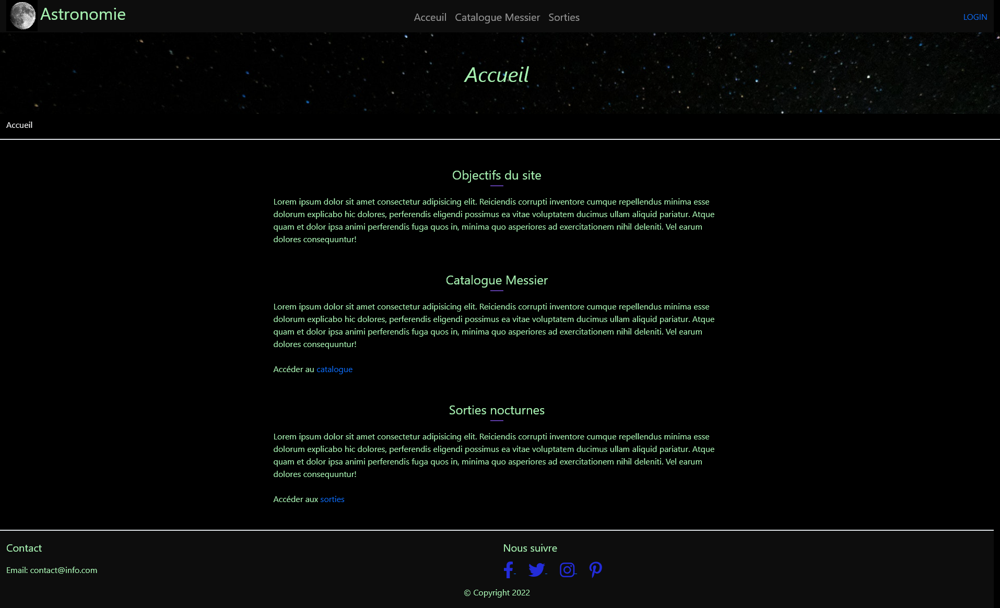 Astronomie
Acceuil Catalogue Messier Sorties
LOGIN
Accueil
Accueil
Objectifs du site
Lorem ipsum dolor sit amet consectetur adipisicing elit. Reiciendis corrupti inventore cumque repellendus minima esse
dolorum explicabo hic dolores, perferendis eligendi possimus ea vitae voluptatem ducimus ullam aliquid pariatur. Atque
quam et dolor ipsa animi perferendis fuga quos in, minima quo asperiores ad exercitationem nihil deleniti. Vel earum
dolores consequuntur!
Catalogue Messier
Lorem ipsum dolor sit amet consectetur adipisicing elit. Reiciendis corrupti inventore cumque repellendus minima esse
dolorum explicabo hic dolores, perferendis eligendi possimus ea vitae voluptatem ducimus ullam aliquid pariatur. Atque
quam et dolor ipsa animi perferendis fuga quos in, minima quo asperiores ad exercitationem nihil deleniti. Vel earum
dolores consequuntur!
Accéder au catalogue
Sorties nocturnes
Lorem ipsum dolor sit amet consectetur adipisicing elit. Reiciendis corrupti inventore cumque repellendus minima esse
dolorum explicabo hic dolores, perferendis eligendi possimus ea vitae voluptatem ducimus ullam aliquid pariatur. Atque
quam et dolor ipsa animi perferendis fuga quos in, minima quo asperiores ad exercitationem nihil deleniti. Vel earum
dolores consequuntur!
Accéder aux sorties
Contact
Email: contact@info.com
Nous suivre
© Copyright 2022